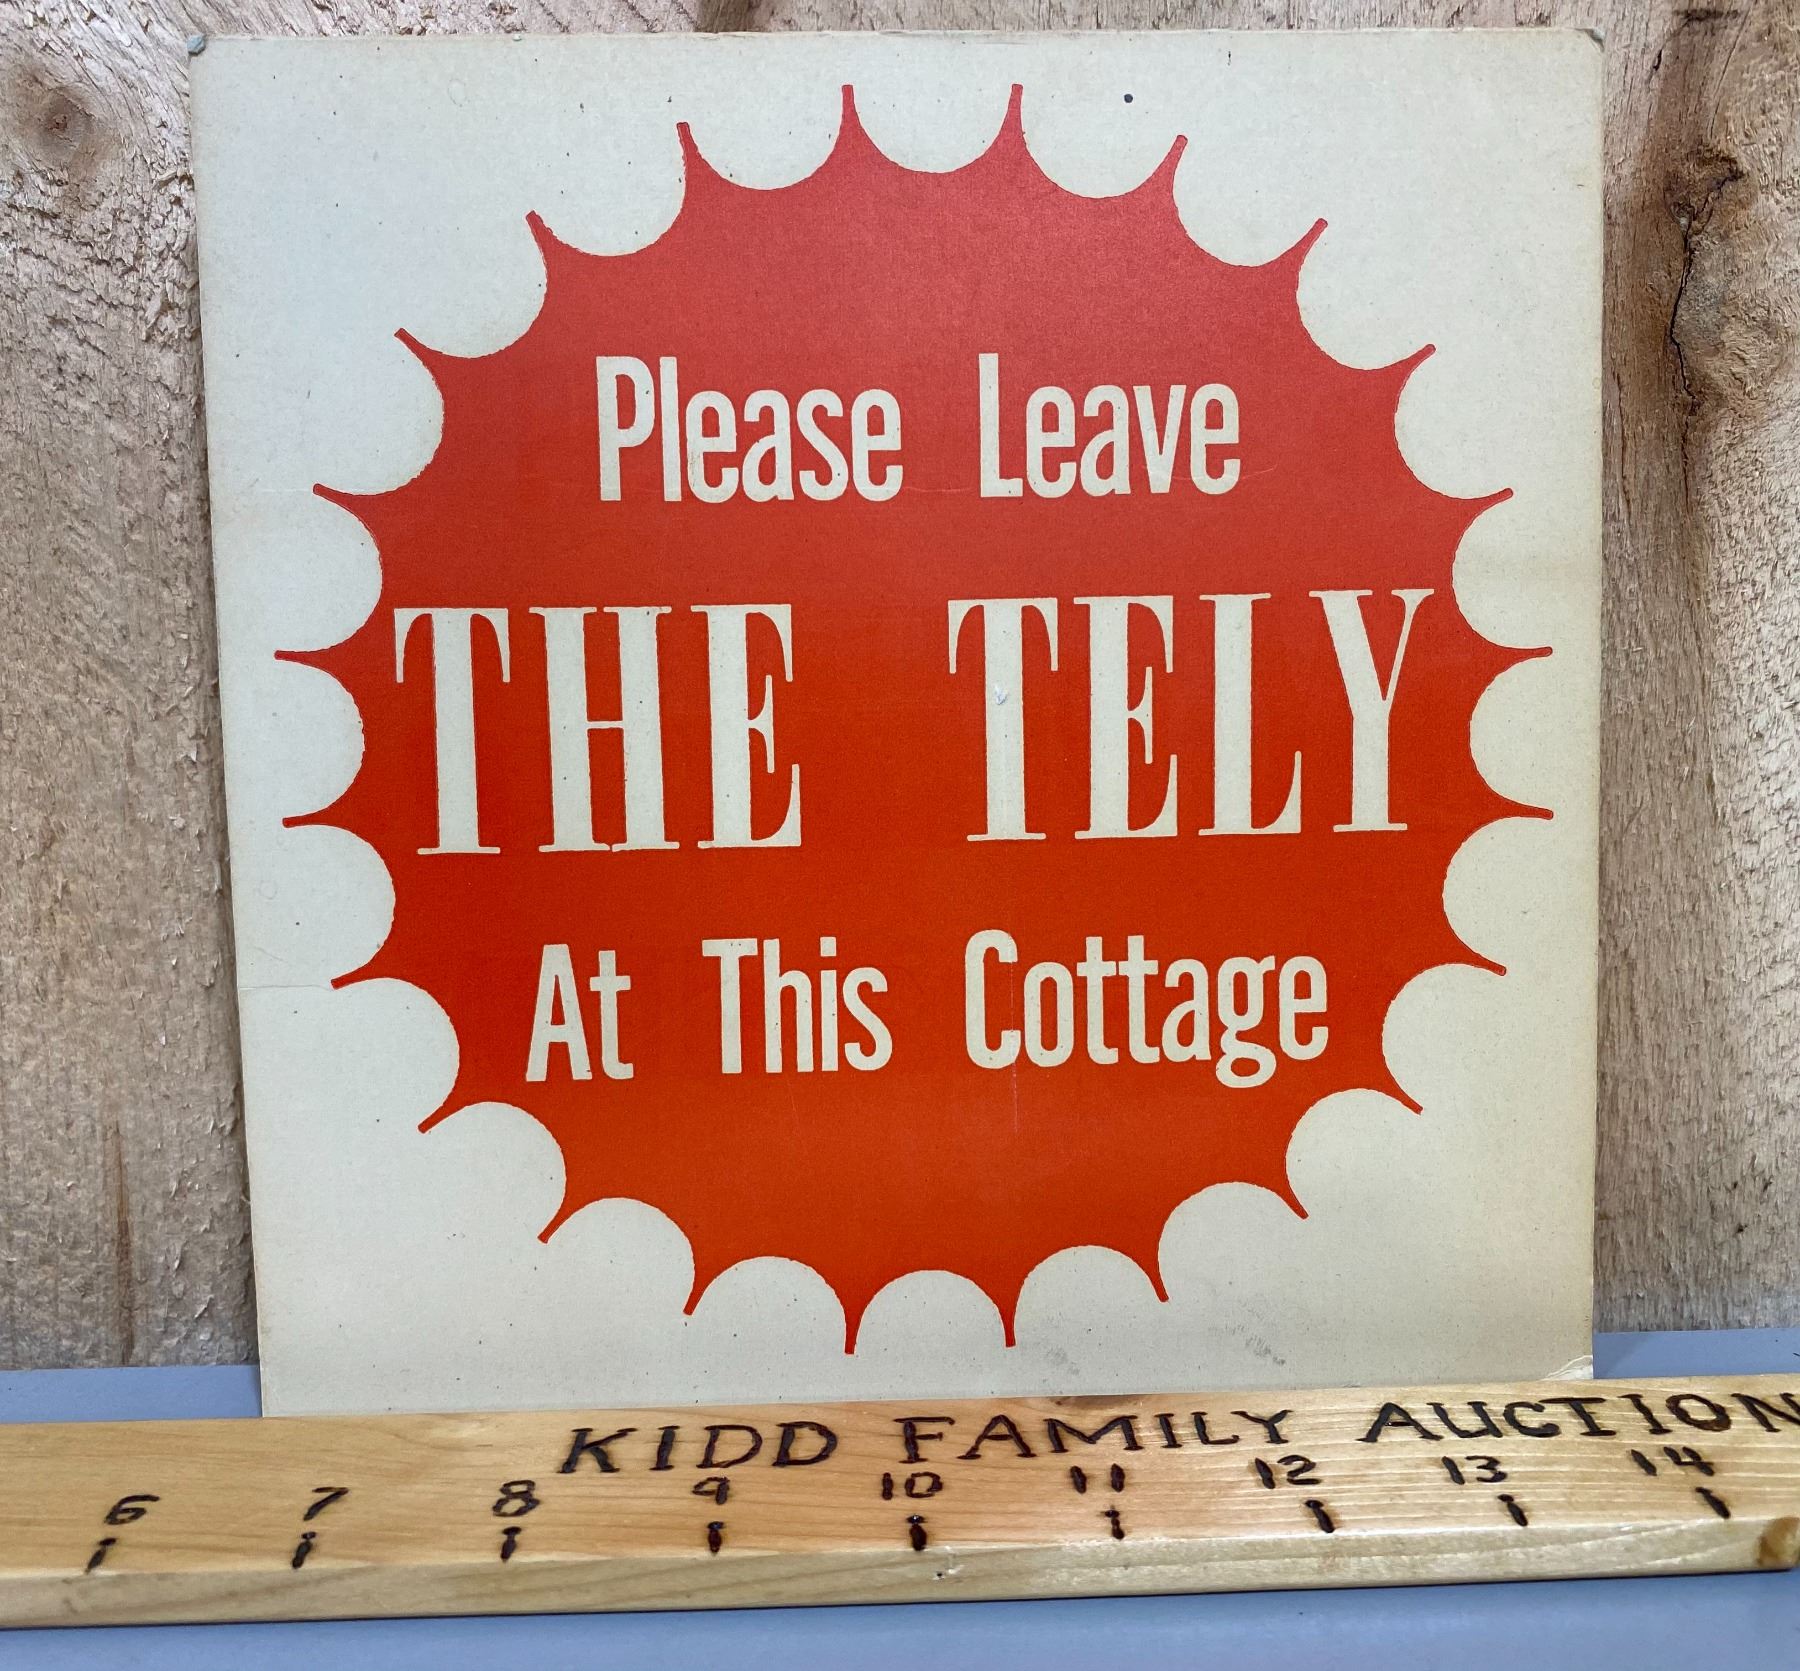 Please Leave
THE TELY
At This Cottage
KIDD FAMILY AUCTION
6 7 8 9 10 11 12 13 14